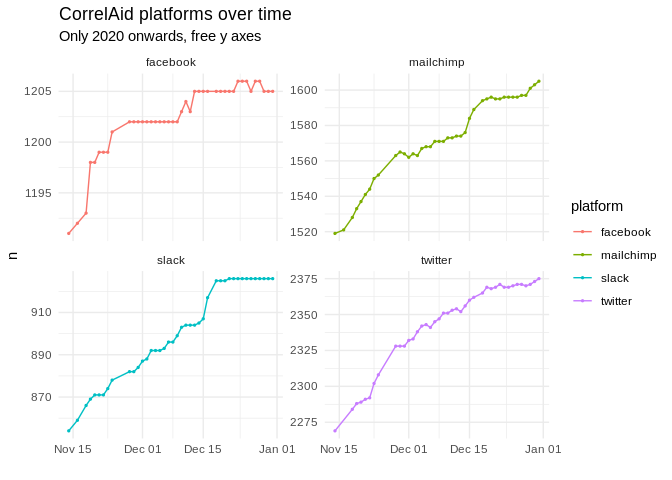 CorrelAid platforms over time
Only 2020 onwards, free y axes
facebook
mailchimp
1205
1200
1195
1600
1580
1560
1540
1520
n
slack
twitter
910
890
870
2375
2350
2325
2300
2275
Nov 15
Dec 01
Dec 15
Jan 01
Nov 15
Dec 01
Dec 15
Jan 01
platform
facebook
mailchimp
slack
twitter